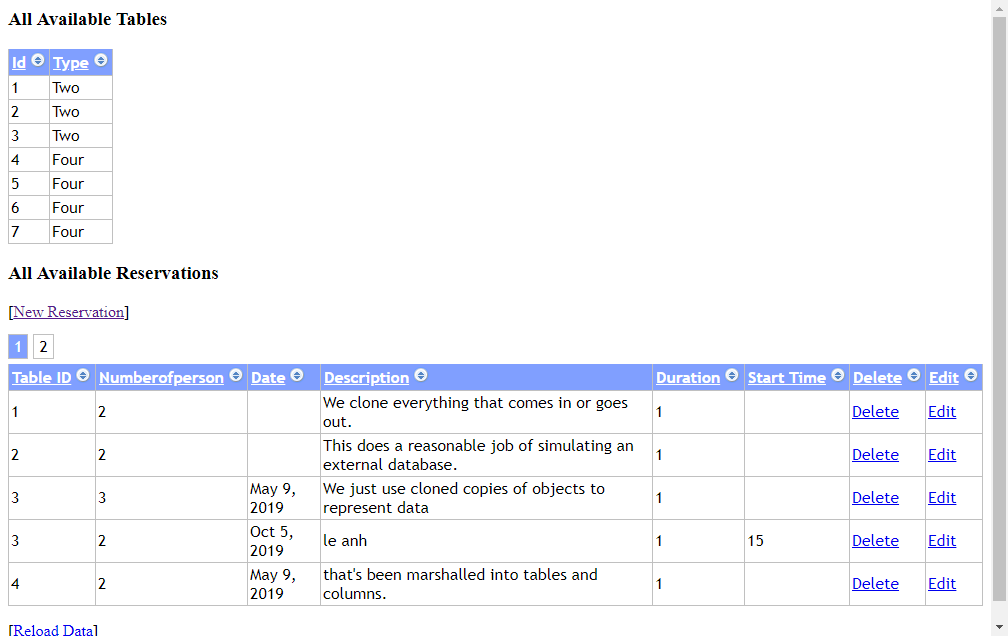 All Available Tables
Id Type
1 Two
2 Two
3 Two
4 Four
5 Four
6 Four
7 Four
All Available Reservations
[New Reservation]
1 2
Table ID Numberofperson Date Description Duration Start Time Delete Edit
1 2 We clone everything that comes in or goes out. 1 Delete Edit
2 2 This does a reasonable job of simulating an external database. 1 Delete Edit
3 3 May 9, 2019 We just use cloned copies of objects to represent data 1 Delete Edit
3 2 Oct 5, 2019 le anh 1 15 Delete Edit
4 2 May 9, 2019 that's been marshalled into tables and columns. 1 Delete Edit
[Reload Data]